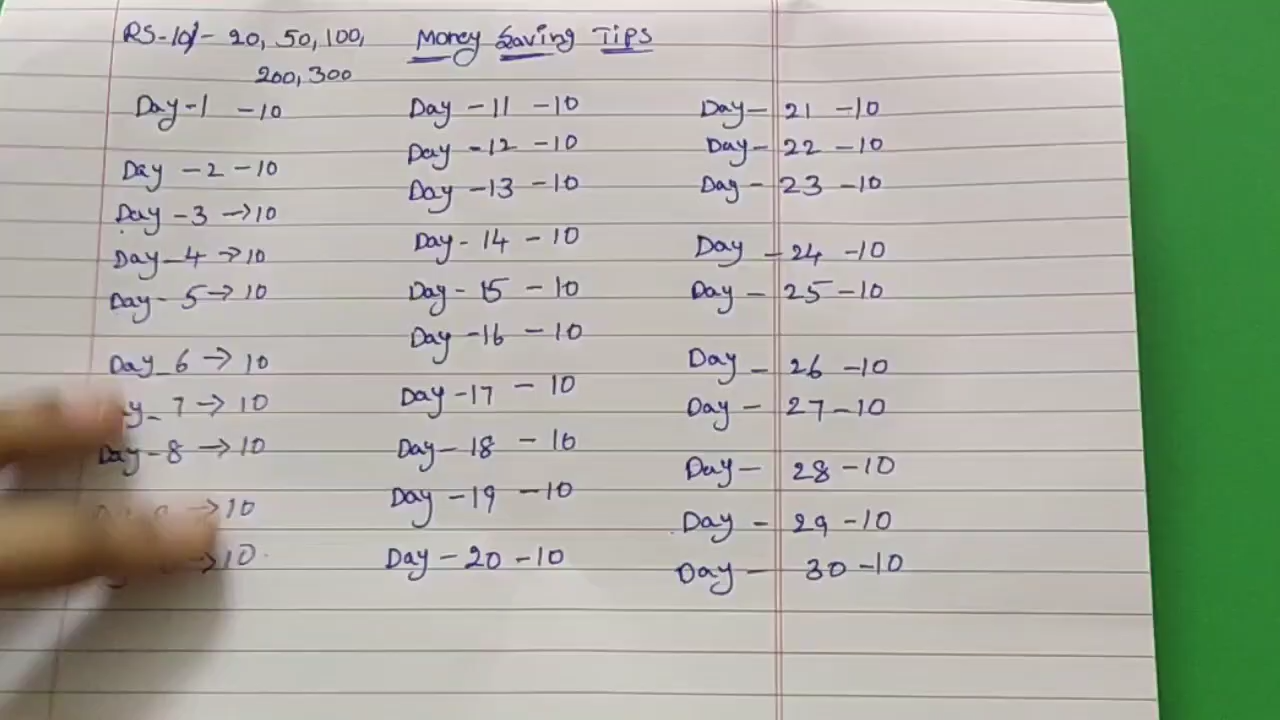 RS-10/- 20, 50, 100,
200, 300
Money Saving Tips
Day-1 -10
Day -2 -10
Day -3 →10
Day-4 →10
Day- 5→ 10
Day-6 → 10
ay- 7→ 10
Day-8 →10
→10
→10
Day -11 -10
Day -12 -10
Day -13 -10
Day- 14 -10
Day- 15 -10
Day -16 -10
Day -17 - 10
Day- 18 -10
Day -19 -10
Day -20 -10
Day- 21 -10
Day- 22 -10
Day- 23 -10
Day -24 -10
Day - 25 -10
Day - 26 -10
Day - 27 -10
Day- 28 -10
Day - 29 -10
Day - 30 -10